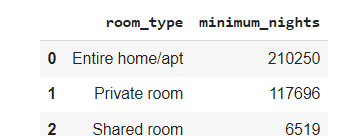 room_type minimum_nights
0 Entire home/apt 210250
1 Private room 117696
2 Shared room 6519